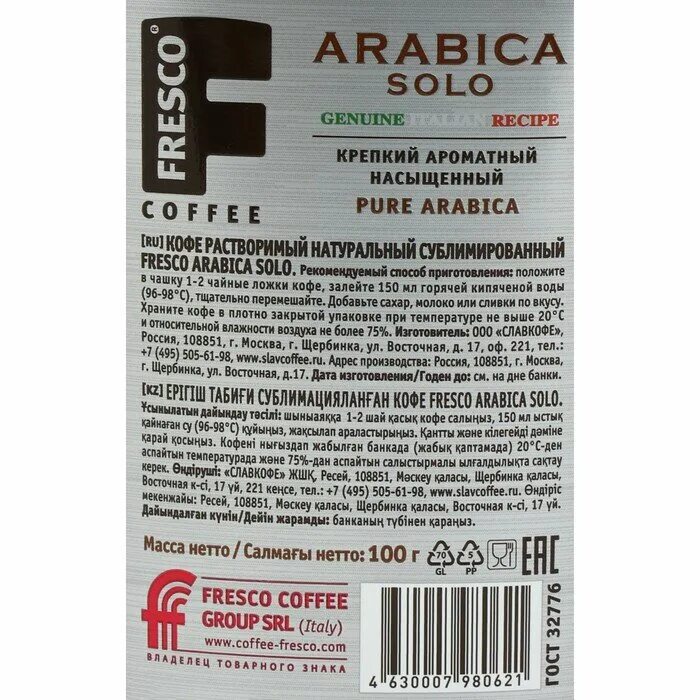 FRESCO®
COFFEE
ARABICA
SOLO
GENUINE ITALIAN RECIPE
КРЕПКИЙ АРОМАТНЫЙ
НАСЫЩЕННЫЙ
PURE ARABICA
[RU] КОФЕ РАСТВОРИМЫЙ НАТУРАЛЬНЫЙ СУБЛИМИРОВАННЫЙ
FRESCO ARABICA SOLO. Рекомендуемый способ приготовления: положите
в чашку 1-2 чайные ложки кофе, залейте 150 мл горячей кипяченой воды
(96-98°С), тщательно перемешайте. Добавьте сахар, молоко или сливки по вкусу.
Храните кофе в плотно закрытой упаковке при температуре не выше 20°С
и относительной влажности воздуха не более 75%. Изготовитель: ООО «СЛАВКОФЕ»,
Россия, 108851, г. Москва, г. Щербинка, ул. Восточная, д. 17, оф. 221, тел.:
+7 (495) 505-61-98, www.slavcoffee.ru. Адрес производства: Россия, 108851, г. Москва,
г. Щербинка, ул. Восточная, д.17. Дата изготовления/Годен до: см. на дне банки.
[KZ] ЕРІГІШ ТАБИҒИ СУБЛИМАЦИЯЛАНҒАН КОФЕ FRESCO ARABICA SOLO.
Ұсынылатын дайындау тәсілі: шыныаяққа 1-2 шай қасық кофе салыңыз, 150 мл ыстық
қайнаған су (96-98°С) құйыңыз, жақсылап араластырыңыз. Қантты және кілегейді дәміне
қарай қосыңыз. Кофені нығыздап жабылған банкада (жабық қаптамада) 20°С-ден
аспайтын температурада және 75%-дан аспайтын салыстырмалы ылғалдылықта сақтау
керек. Өндіруші: «СЛАВКОФЕ» ЖШҚ, Ресей, 108851, Мәскеу қаласы, Щербинка қаласы,
Восточная к-сі, 17 үй, 221 кеңсе, тел.: +7 (495) 505-61-98, www.slavcoffee.ru. Өндіріс
мекенжайы: Ресей, 108851, Мәскеу қаласы, Щербинка қаласы, Восточная к-сі, 17 үй.
Дайындалған күнін/Дейін жарамды: банканың түбінен қараңыз.
Масса нетто/Салмағы нетто: 100 г
70
GL
5
PP
EAC
ГОСТ 32776
FRESCO COFFEE
GROUP SRL (Italy)
www.coffee-fresco.com
ВЛАДЕЛЕЦ ТОВАРНОГО ЗНАКА
4 630007 980621